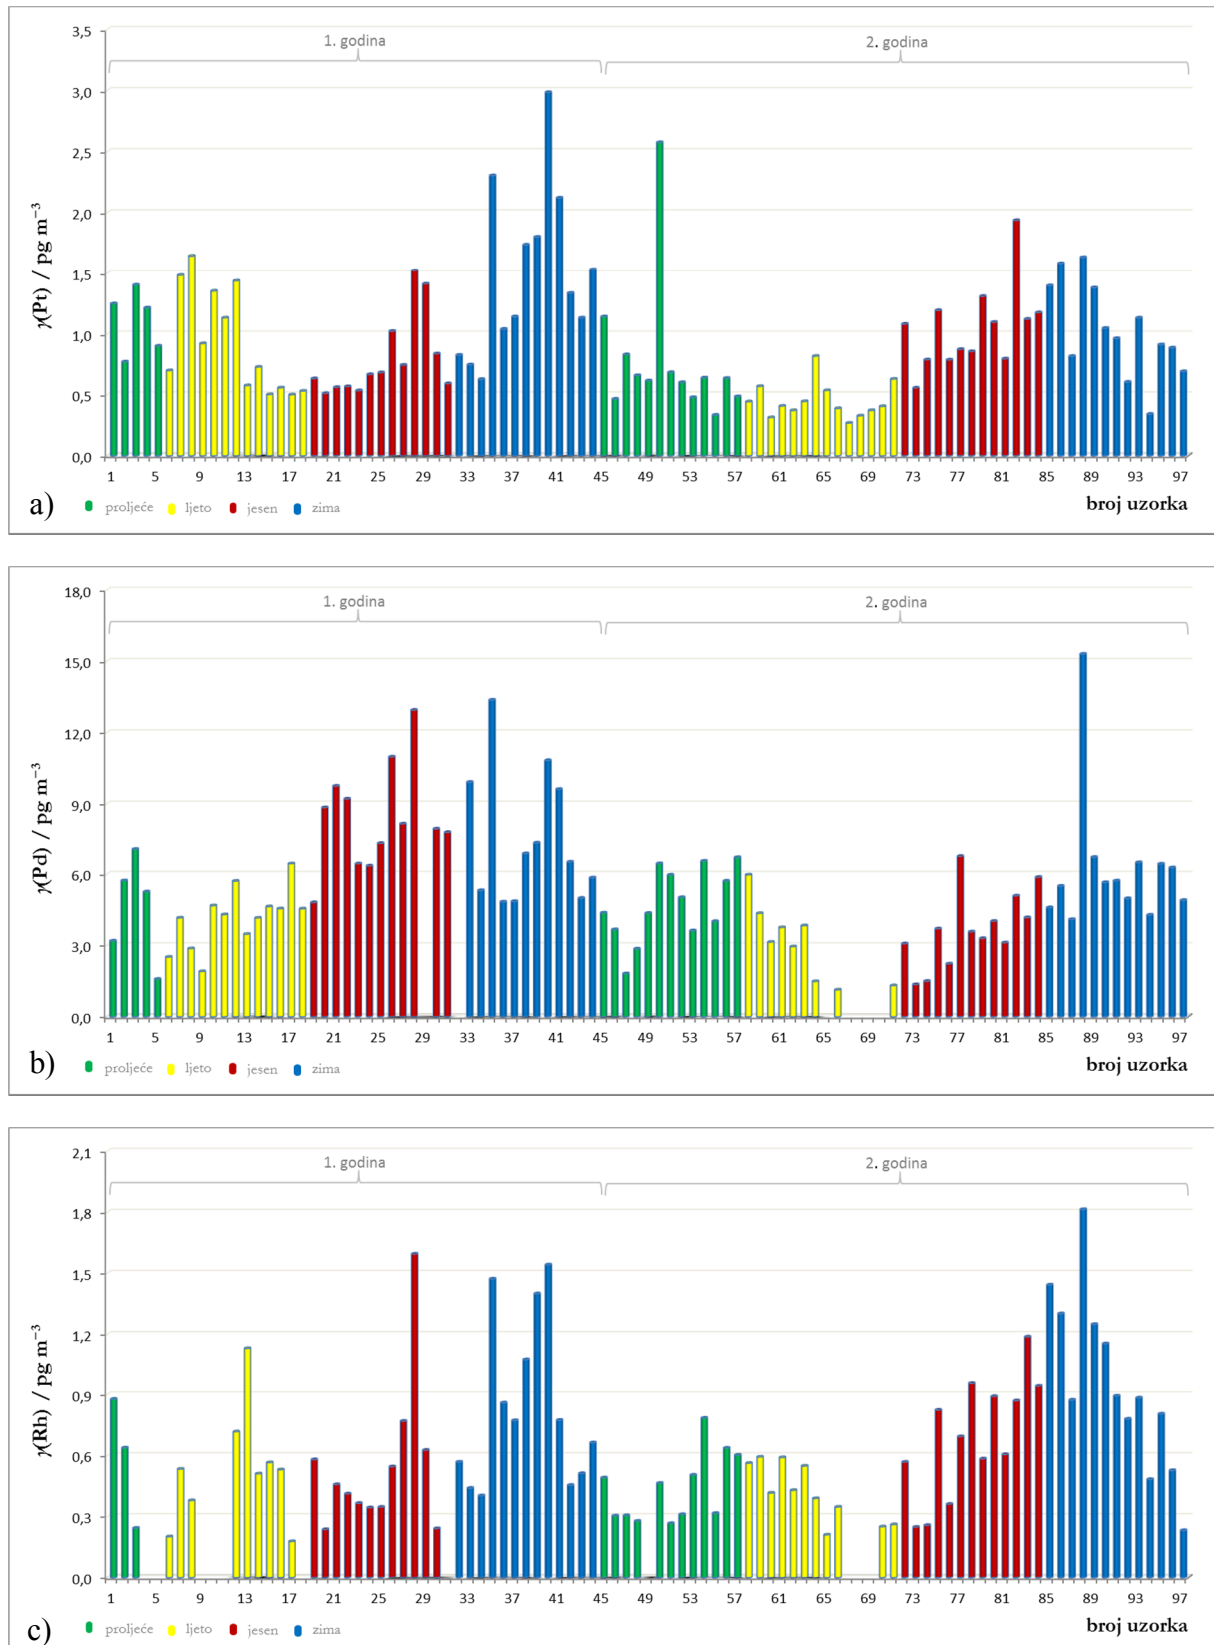 3,5
1. godina
2. godina
3,0
2,5
2,0
1,5
1,0
0,5
0,0
γ(Pt) / pg m⁻³
1 5 9 13 17 21 25 29 33 37 41 45 49 53 57 61 65 69 73 77 81 85 89 93 97
a) proljeće ljeto jesen zima broj uzorka
18,0
1. godina
2. godina
15,0
12,0
9,0
6,0
3,0
0,0
γ(Pd) / pg m⁻³
1 5 9 13 17 21 25 29 33 37 41 45 49 53 57 61 65 69 73 77 81 85 89 93 97
b) proljeće ljeto jesen zima broj uzorka
2,1
1. godina
2. godina
1,8
1,5
1,2
0,9
0,6
0,3
0,0
γ(Rh) / pg m⁻³
1 5 9 13 17 21 25 29 33 37 41 45 49 53 57 61 65 69 73 77 81 85 89 93 97
c) proljeće ljeto jesen zima broj uzorka